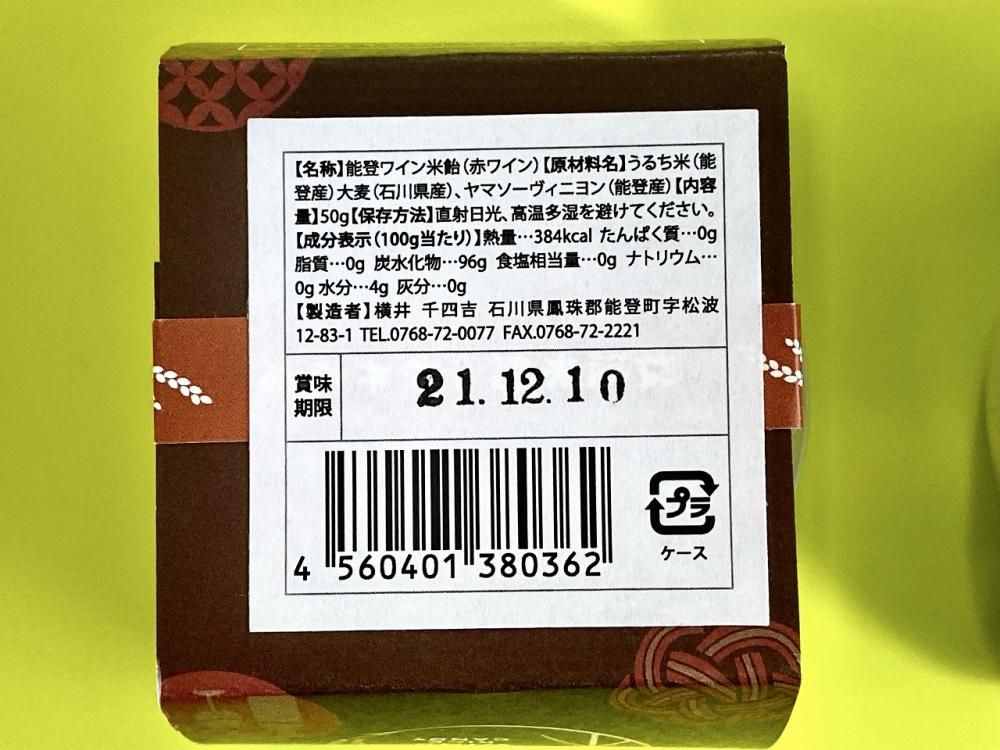 【名称】能登ワイン米飴（赤ワイン）【原材料名】うるち米（能
登産）大麦（石川県産）、ヤマソーヴィニヨン（能登産）【内容
量】50g【保存方法】直射日光、高温多湿を避けてください。
【成分表示（100g当たり）】熱量…384kcal たんぱく質…0g
脂質…0g 炭水化物…96g 食塩相当量…0g ナトリウム…
0g 水分…4g 灰分…0g
【製造者】横井 千四吉 石川県鳳珠郡能登町字松波
12-83-1 TEL.0768-72-0077 FAX.0768-72-2221
賞味
期限
21.12.10
プラ
ケース
4 560401 380362